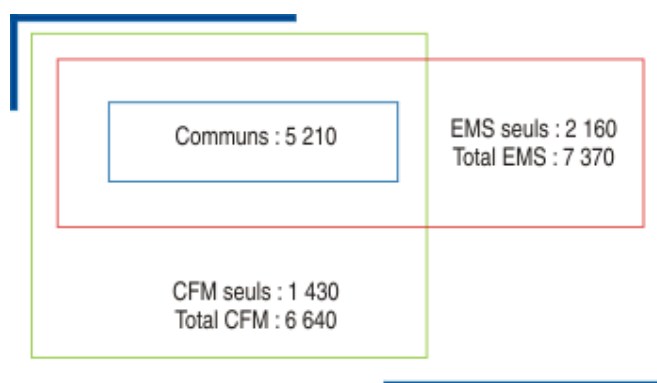 Communs : 5 210
EMS seuls : 2 160
Total EMS : 7 370
CFM seuls : 1 430
Total CFM : 6 640